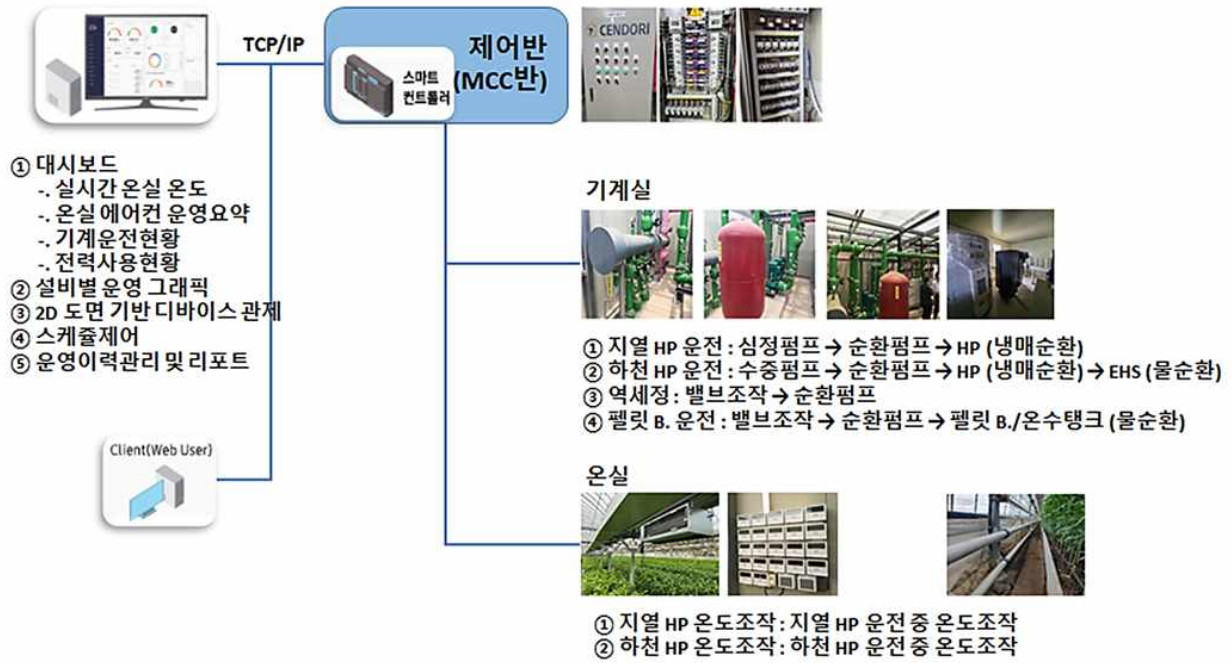 TCP/IP
제어반
(MCC반)
스마트
컨트롤러
CENDORI
① 대시보드
-. 실시간 온실 온도
-. 온실 에어컨 운영요약
-. 기계운전현황
-. 전력사용현황
② 설비별 운영 그래픽
③ 2D 도면 기반 디바이스 관제
④ 스케쥴제어
⑤ 운영이력관리 및 리포트
Client(Web User)
기계실
① 지열 HP 운전 : 심정펌프 → 순환펌프 → HP (냉매순환)
② 하천 HP 운전 : 수중펌프 → 순환펌프 → HP (냉매순환) → EHS (물순환)
③ 역세정 : 밸브조작 → 순환펌프
④ 펠릿 B. 운전 : 밸브조작 → 순환펌프 → 펠릿 B./온수탱크 (물순환)
온실
① 지열 HP 온도조작 : 지열 HP 운전 중 온도조작
② 하천 HP 온도조작 : 하천 HP 운전 중 온도조작